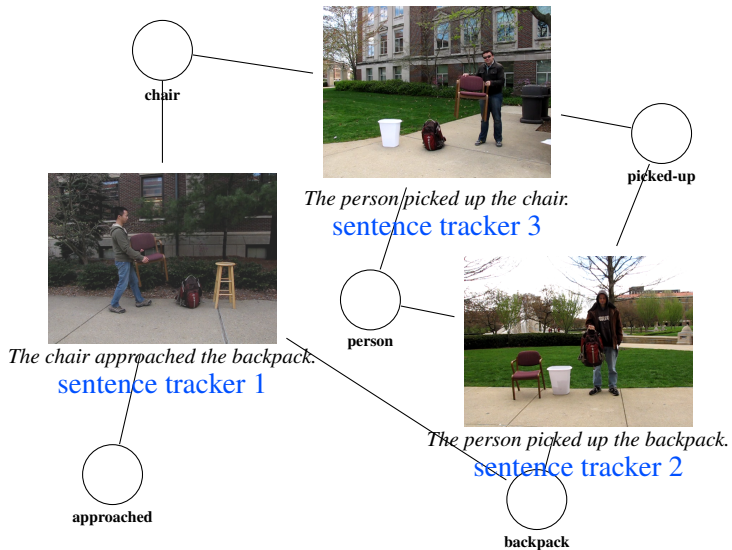 chair
picked-up
The person picked up the chair.
sentence tracker 3
person
The chair approached the backpack.
sentence tracker 1
The person picked up the backpack.
sentence tracker 2
approached
backpack